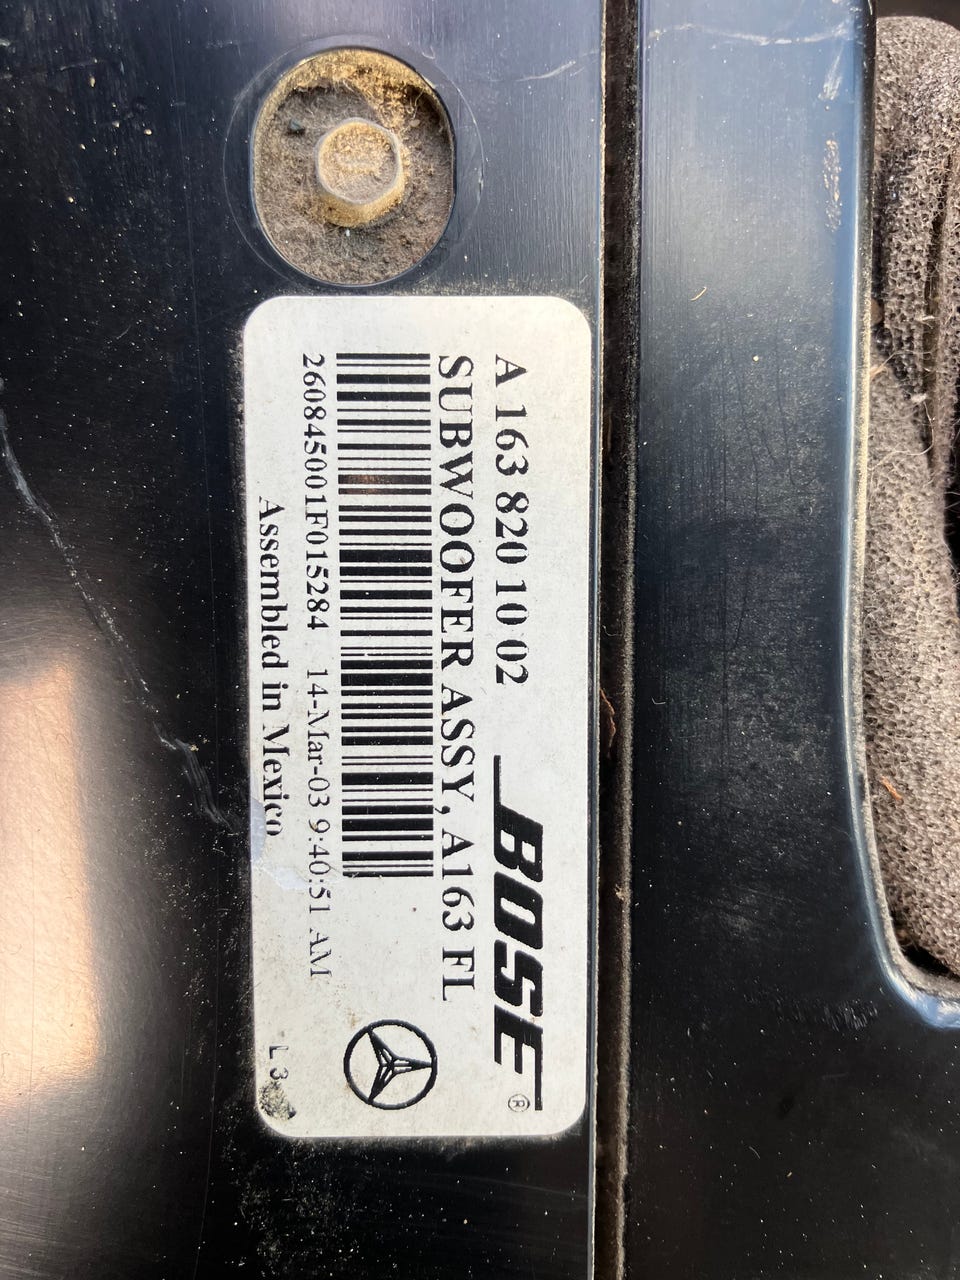 A 163 820 10 02
BOSE®
SUBWOOFER ASSY, A163 FL
260845001F015284 14-Mar-03 9:40:51 AM
Assembled in Mexico
L 3